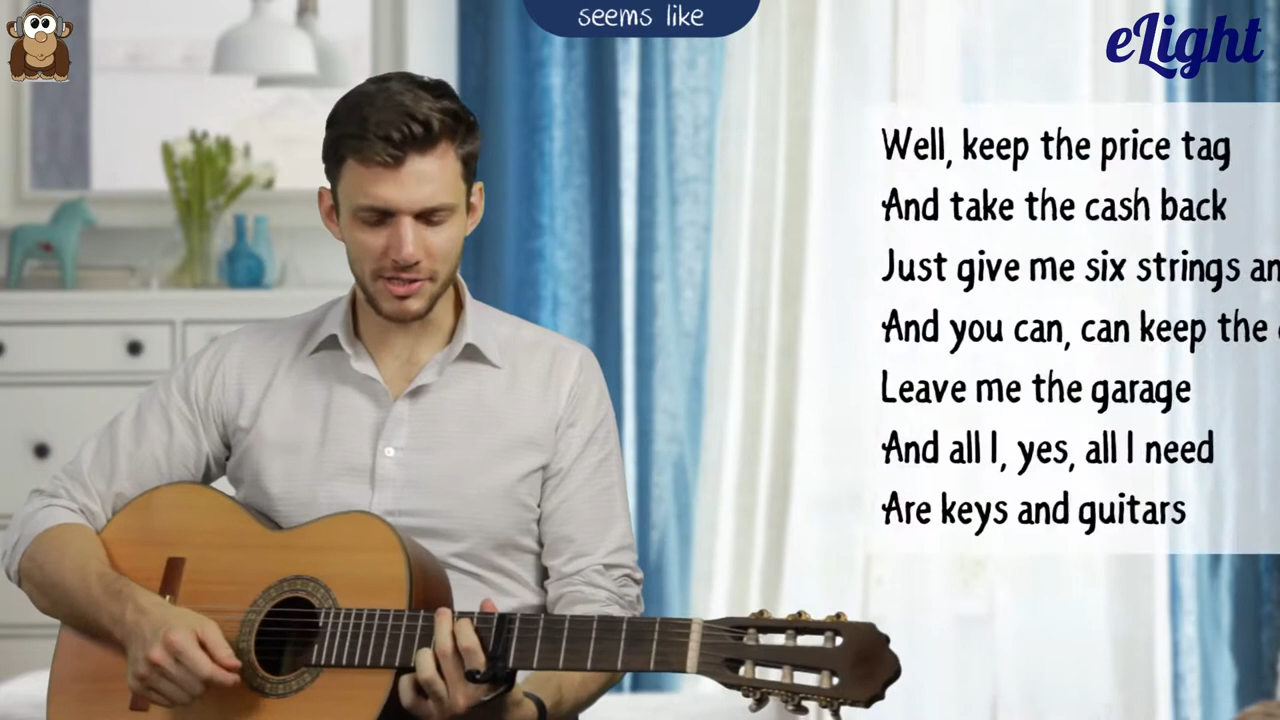 seems like
eLight
Well, keep the price tag
And take the cash back
Just give me six strings
And you can, can keep the
Leave me the garage
And all I, yes, all I need
Are keys and guitars